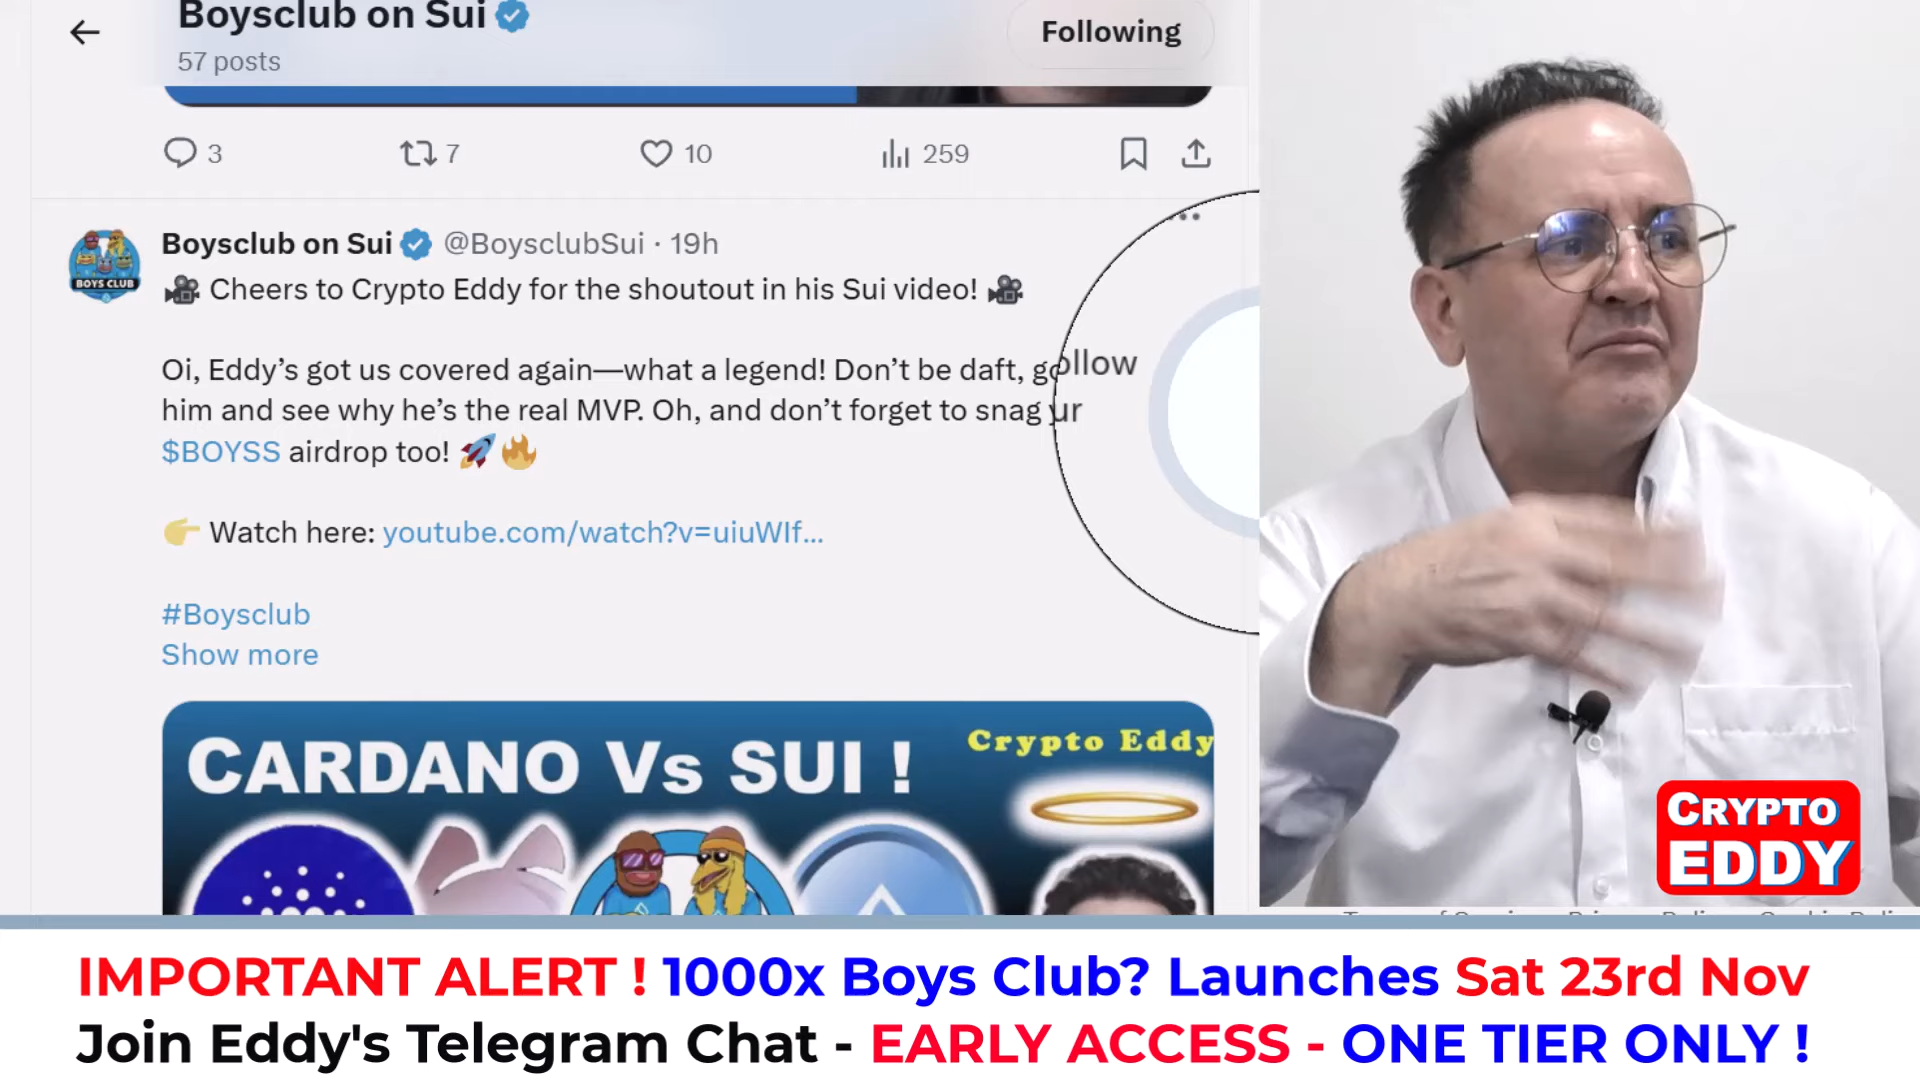 Boysclub on Sui
57 posts
Following
3 7 10 259
Boysclub on Sui @BoysclubSui · 19h
🎥 Cheers to Crypto Eddy for the shoutout in his Sui video! 🎥
Oi, Eddy’s got us covered again—what a legend! Don’t be daft, go ollow
him and see why he’s the real MVP. Oh, and don’t forget to snag ur
$BOYSS airdrop too! 🚀🔥
👉 Watch here: youtube.com/watch?v=uiuWIf...
#Boysclub
Show more
BOYS CLUB
CARDANO Vs SUI !
Crypto Eddy
CRYPTO
EDDY
IMPORTANT ALERT ! 1000x Boys Club? Launches Sat 23rd Nov
Join Eddy's Telegram Chat - EARLY ACCESS - ONE TIER ONLY !